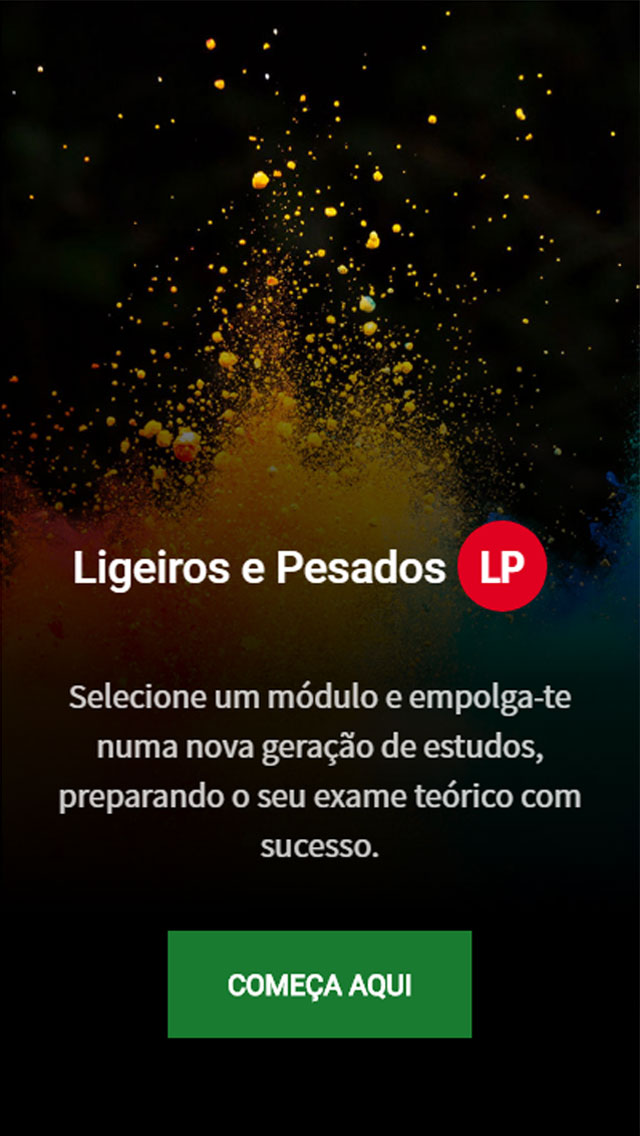 Ligeiros e Pesados LP
Selecione um módulo e empolga-te
numa nova geração de estudos,
preparando o seu exame teórico com
sucesso.
COMEÇA AQUI